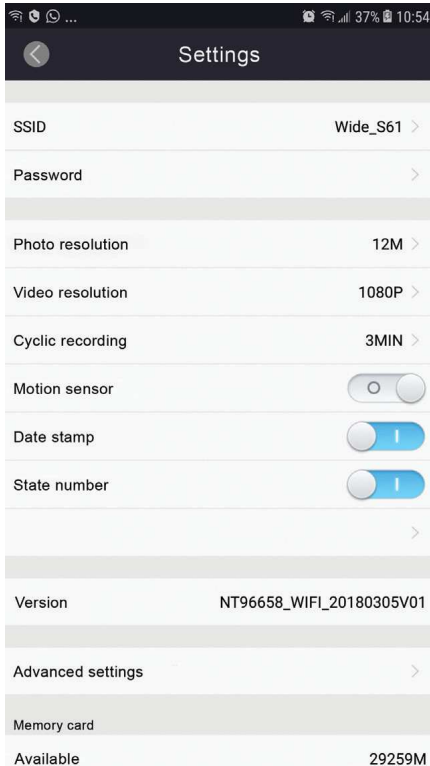 ... 37% 10:54
Settings
SSID Wide_S61
Password
Photo resolution 12M
Video resolution 1080P
Cyclic recording 3MIN
Motion sensor
Date stamp
State number
Version NT96658_WIFI_20180305V01
Advanced settings
Memory card
Available 29259M